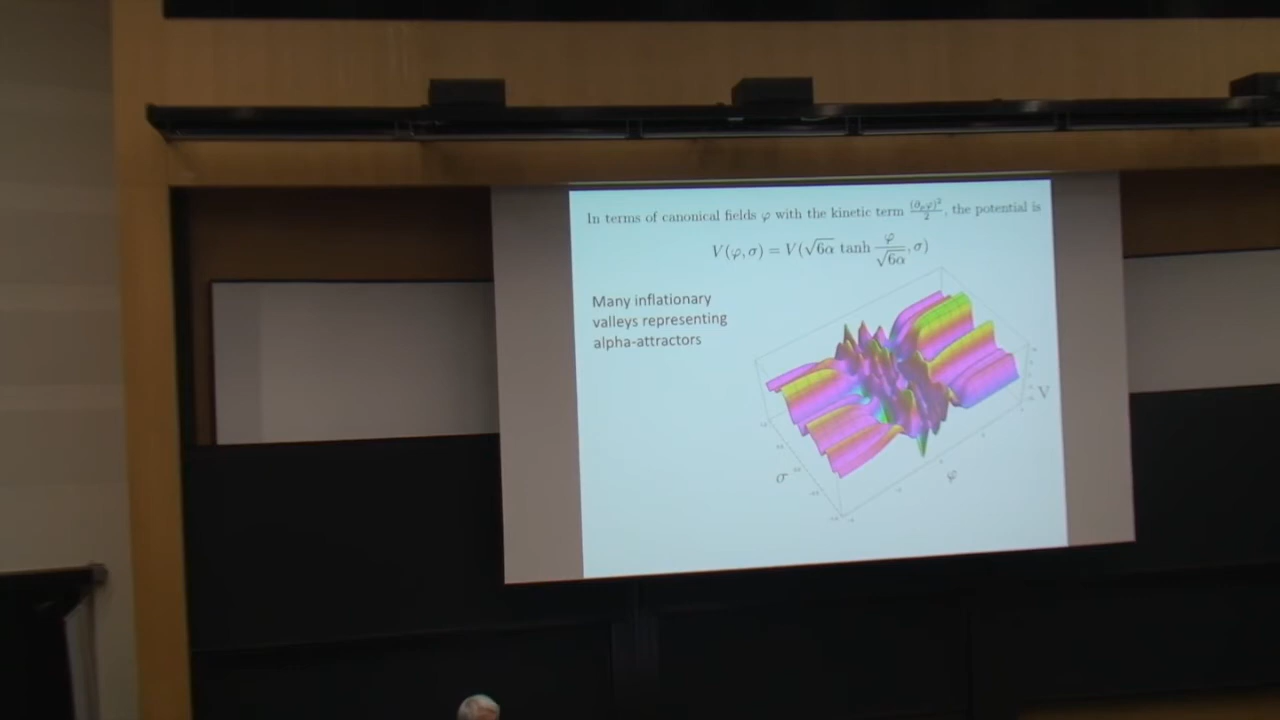 In terms of canonical fields φ with the kinetic term (∂_μφ)²/2, the potential is
V(φ, σ) = V(√6α tanh φ/√6α, σ)
Many inflationary
valleys representing
alpha-attractors
V
σ
φ